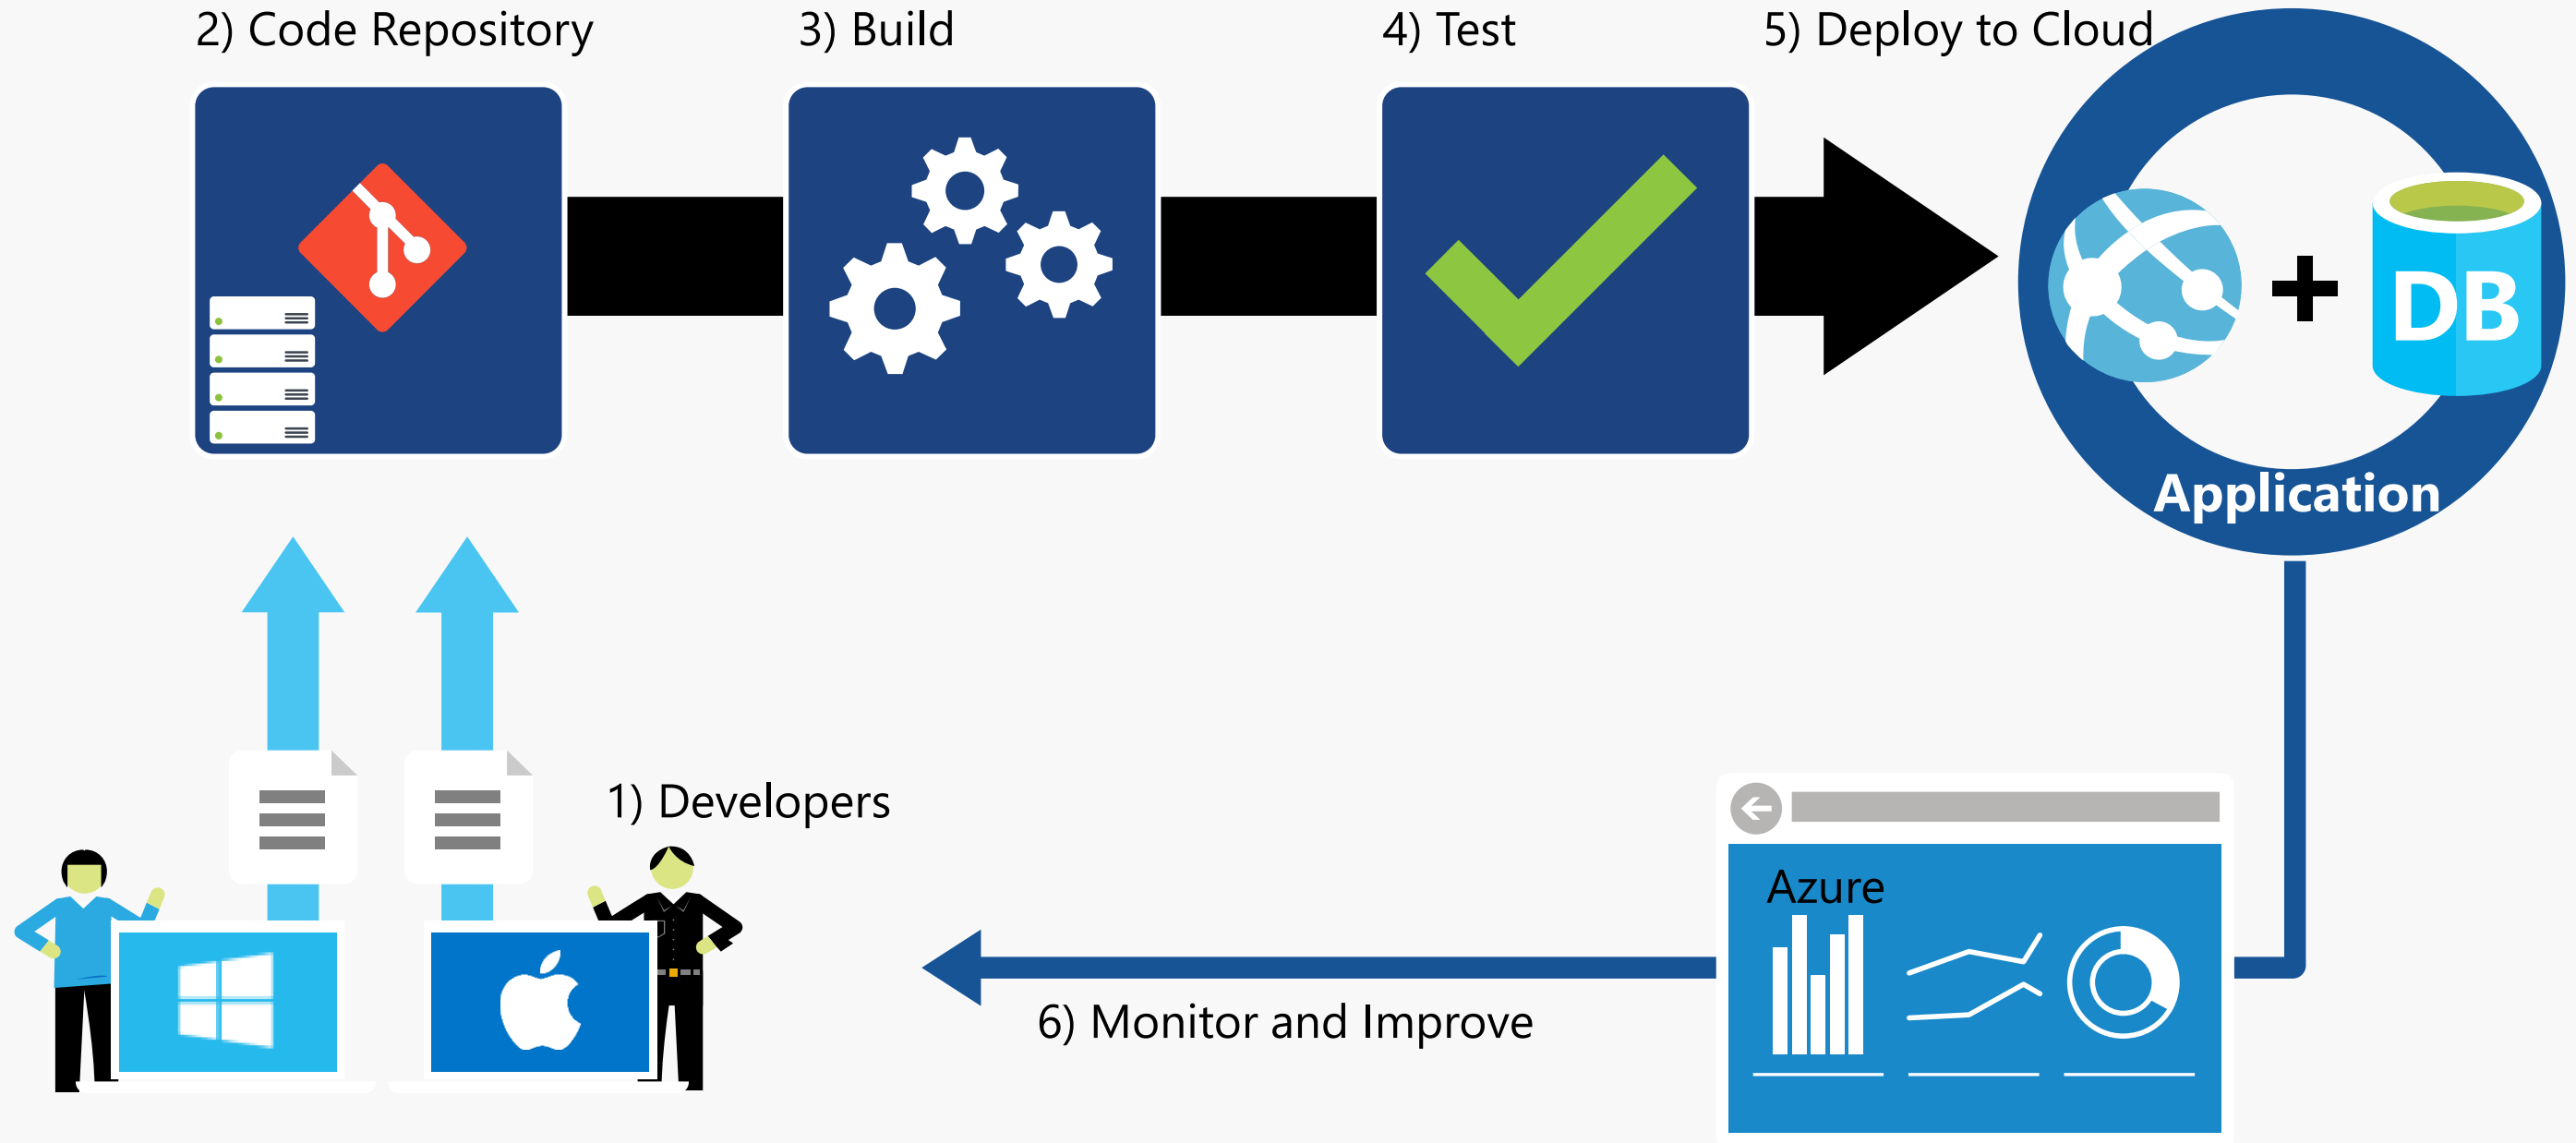 2) Code Repository
3) Build
4) Test
5) Deploy to Cloud
DB
Application
1) Developers
Azure
6) Monitor and Improve